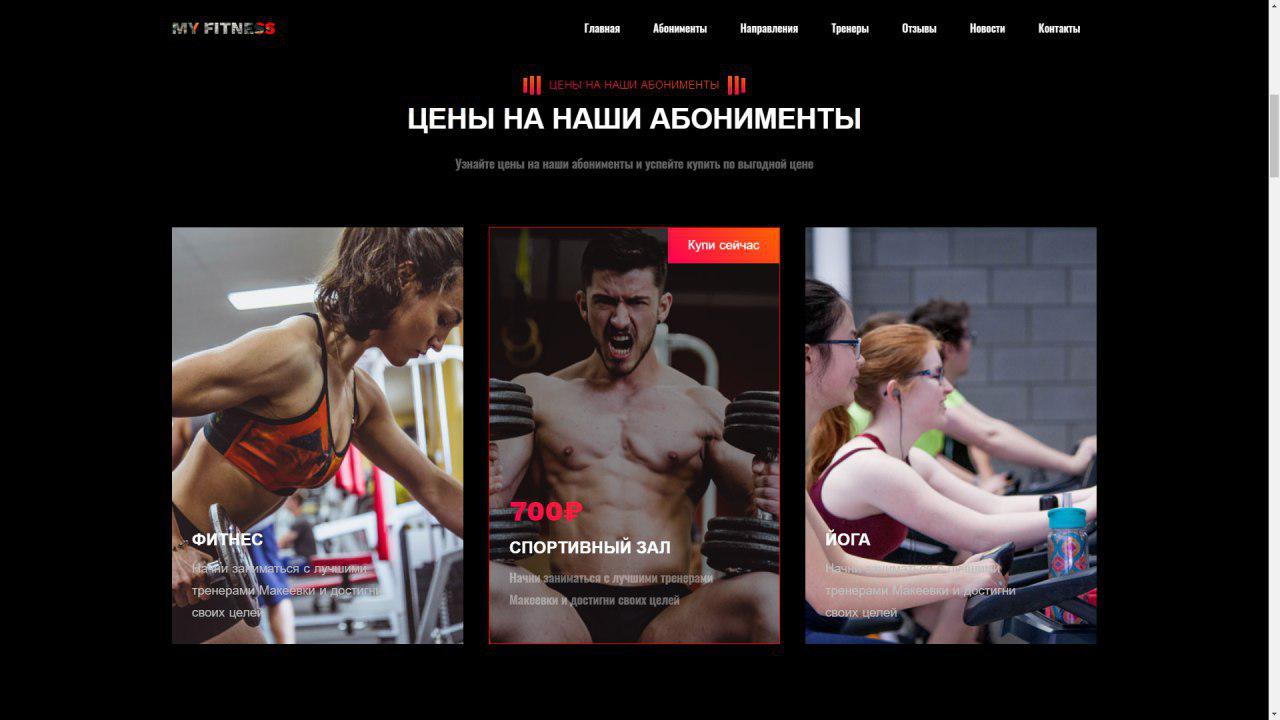 MY FITNESS
Главная Абонименты Направления Тренеры Отзывы Новости Контакты
ЦЕНЫ НА НАШИ АБОНИМЕНТЫ
ЦЕНЫ НА НАШИ АБОНИМЕНТЫ
Узнайте цены на наши абонименты и успейте купить по выгодной цене
ФИТНЕС
Начни заниматься с лучшими
тренерами Макеевки и достигни
своих целей
Купи сейчас
700₽
СПОРТИВНЫЙ ЗАЛ
Начни заниматься с лучшими тренерами
Макеевки и достигни своих целей
ЙОГА
Начни заниматься с лучшими
тренерами Макеевки и достигни
своих целей